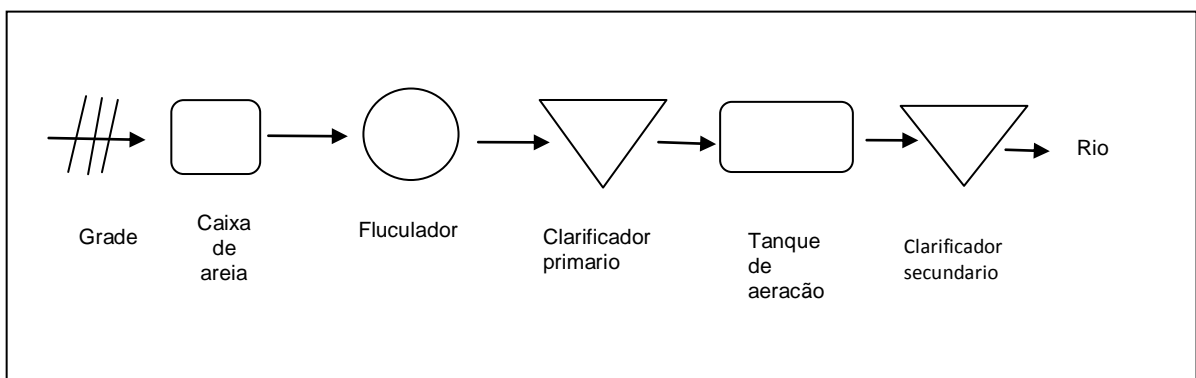 Grade
Caixa
de
areia
Fluculador
Clarificador
primario
Tanque
de
aeracão
Clarificador
secundario
Rio